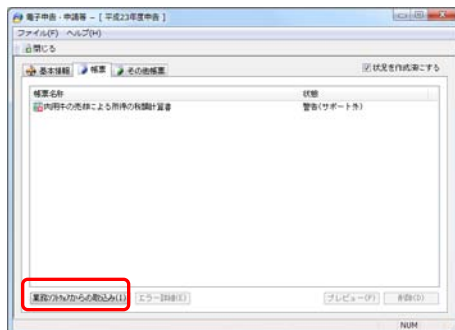 電子申告・申請等 - [ 平成23年度申告 ]
ファイル(F) ヘルプ(H)
閉じる
基本情報 帳票 その他帳票 状況を作成済にする
帳票名称 状態
肉用牛の売却による所得の税額計算書 警告(サポート外)
業務ソフトウェアからの取込み(I) エラー詳細(E) プレビュー(P) 削除(D)
NUM